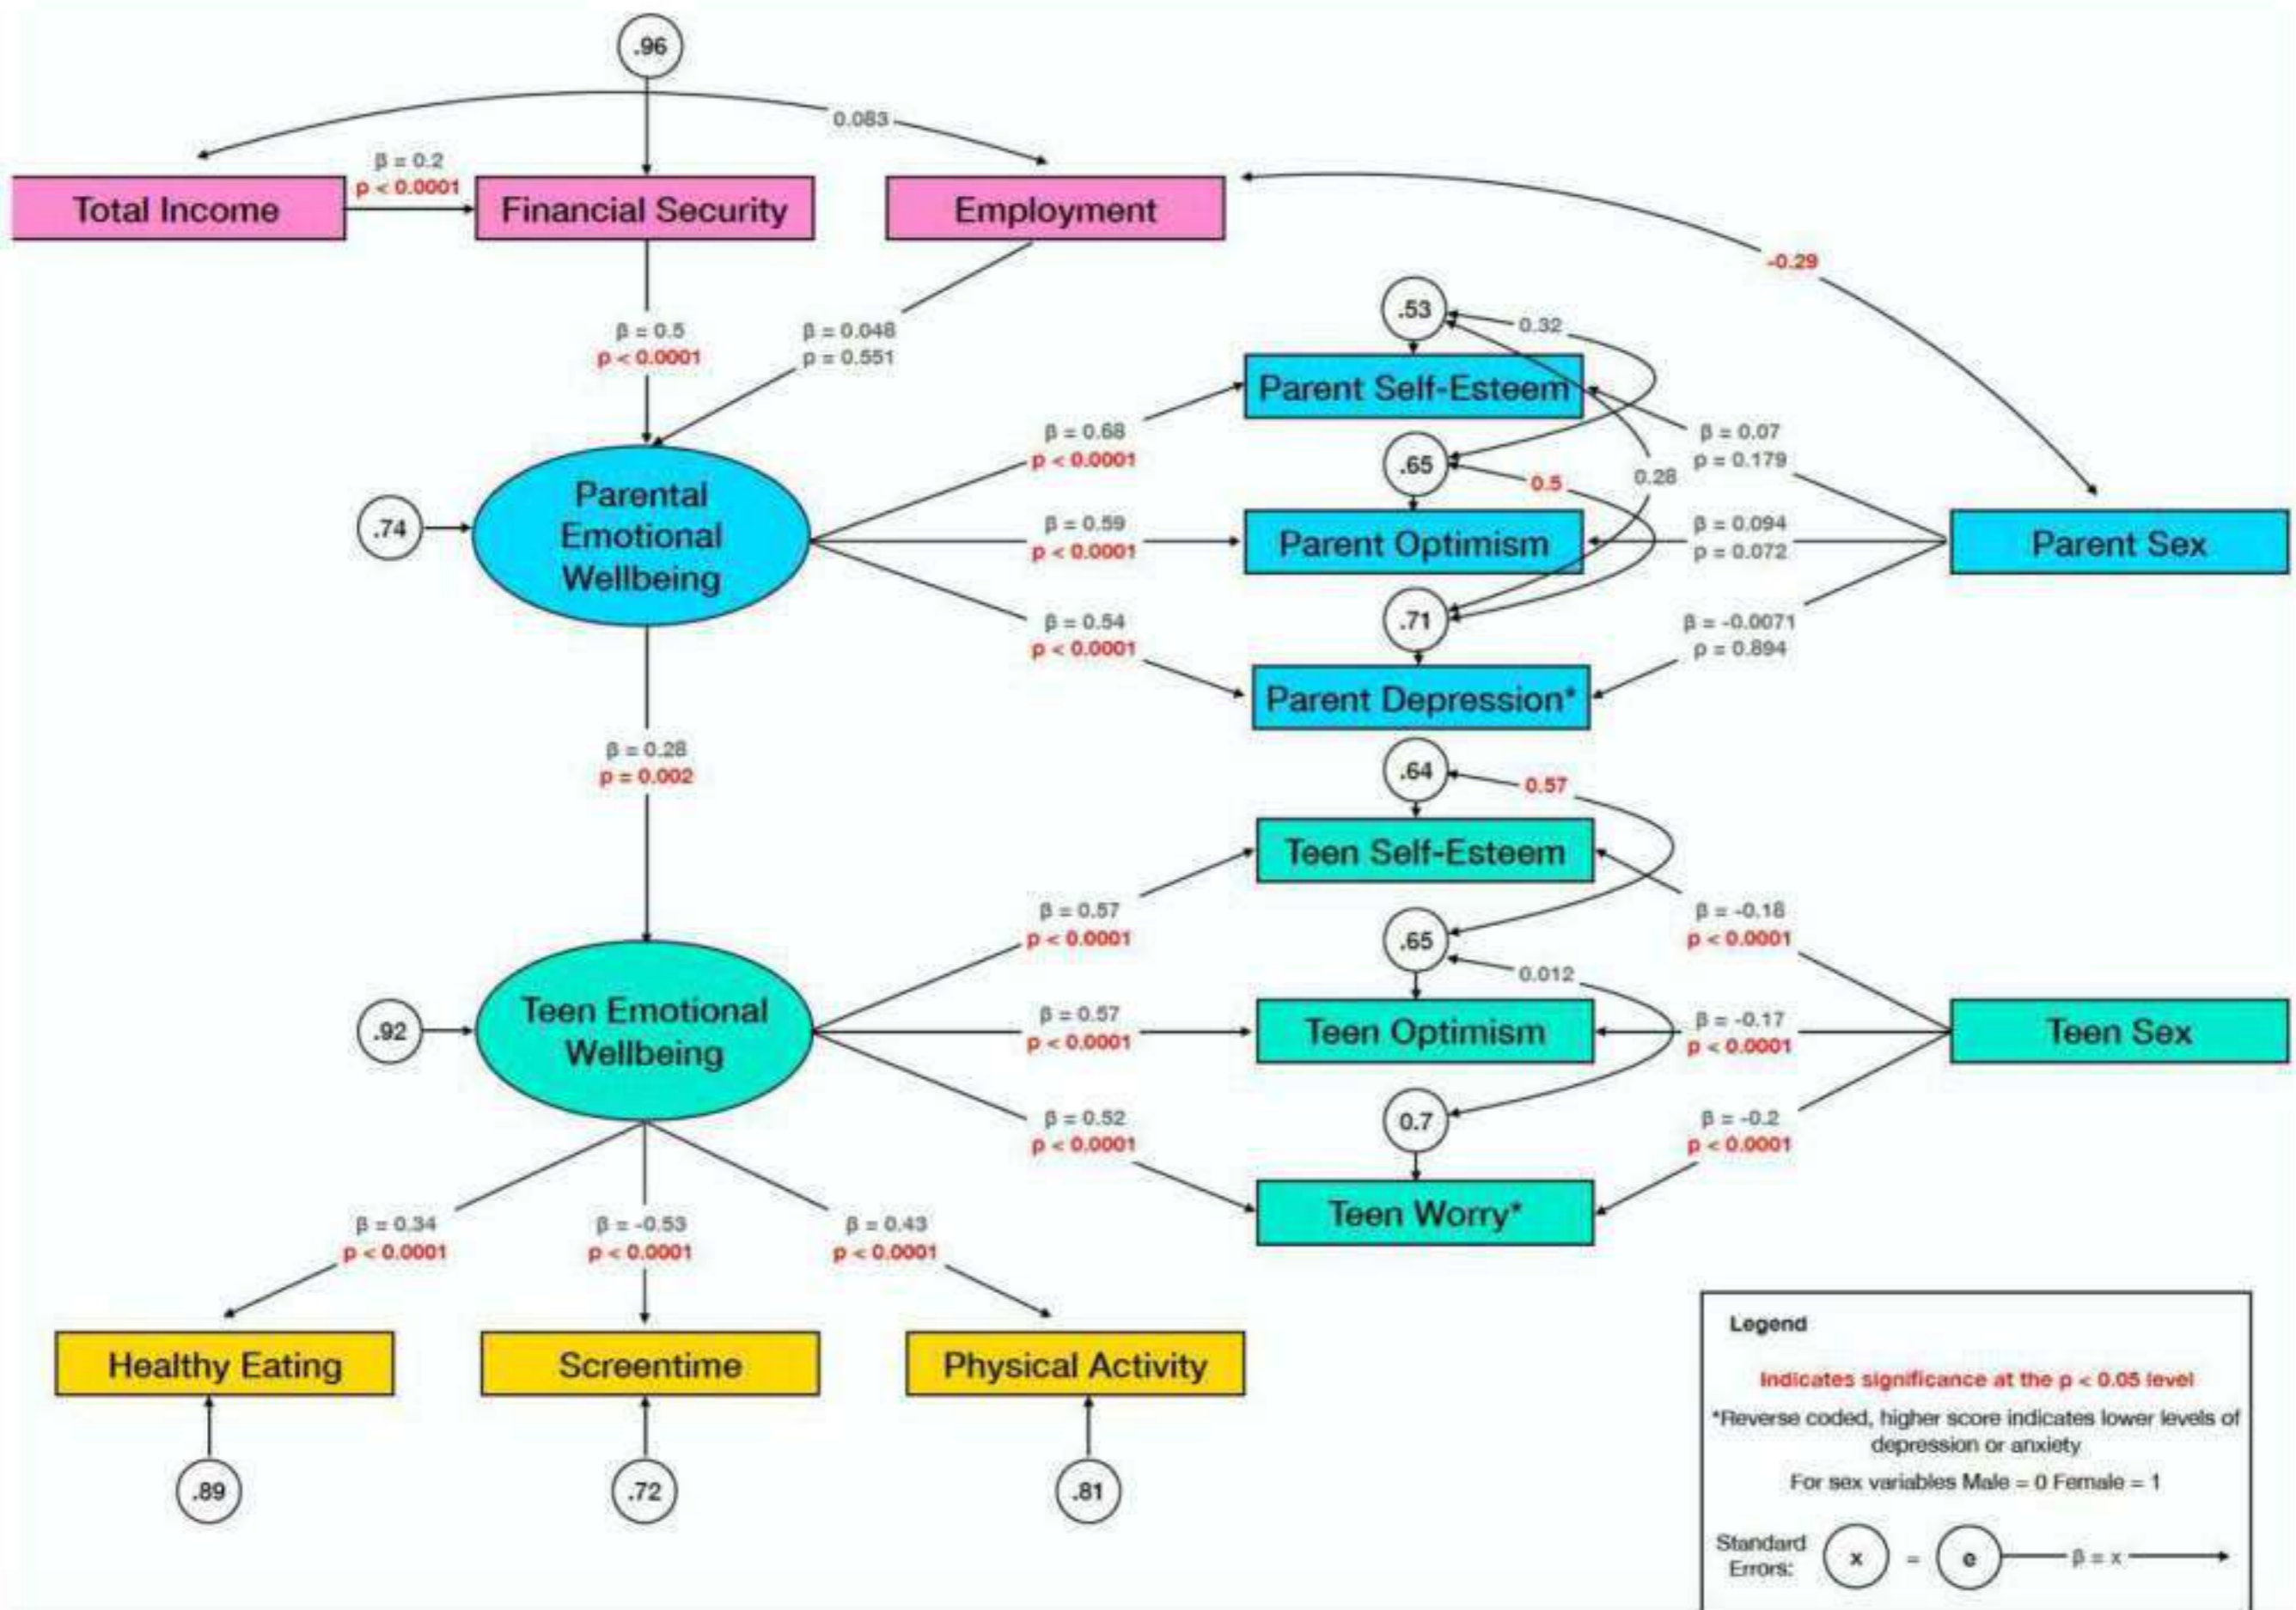 .96
0.083
β = 0.2
p < 0.0001
Total Income
Financial Security
Employment
-0.29
β = 0.5
p < 0.0001
β = 0.048
p = 0.551
.53
0.32
Parent Self-Esteem
β = 0.68
p < 0.0001
β = 0.07
p = 0.179
.65
0.5
0.28
Parental
Emotional
Wellbeing
.74
β = 0.59
p < 0.0001
Parent Optimism
β = 0.094
p = 0.072
Parent Sex
.71
β = 0.54
p < 0.0001
β = -0.0071
p = 0.894
Parent Depression*
β = 0.28
p = 0.002
.64
0.57
Teen Self-Esteem
β = 0.57
p < 0.0001
β = -0.18
p < 0.0001
.65
0.012
Teen Emotional
Wellbeing
.92
β = 0.57
p < 0.0001
Teen Optimism
β = -0.17
p < 0.0001
Teen Sex
0.7
β = 0.52
p < 0.0001
β = -0.2
p < 0.0001
Teen Worry*
β = 0.34
p < 0.0001
β = -0.53
p < 0.0001
β = 0.43
p < 0.0001
Healthy Eating
Screentime
Physical Activity
.89
.72
.81
Legend
Indicates significance at the p < 0.05 level
*Reverse coded, higher score indicates lower levels of
depression or anxiety
For sex variables Male = 0 Female = 1
Standard
Errors:
x = e β = x